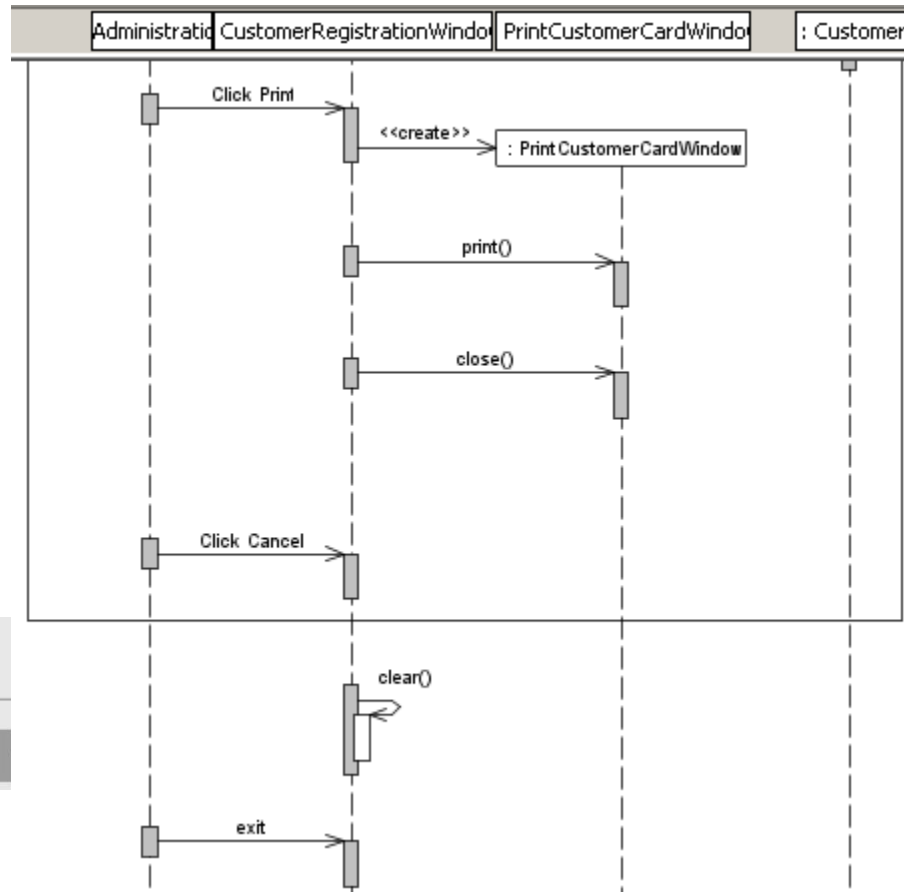 Administratio
CustomerRegistrationWindo
PrintCustomerCardWindo
: Customer
Click Print
<<create>>
: PrintCustomerCardWindow
print()
close()
Click Cancel
clear()
exit